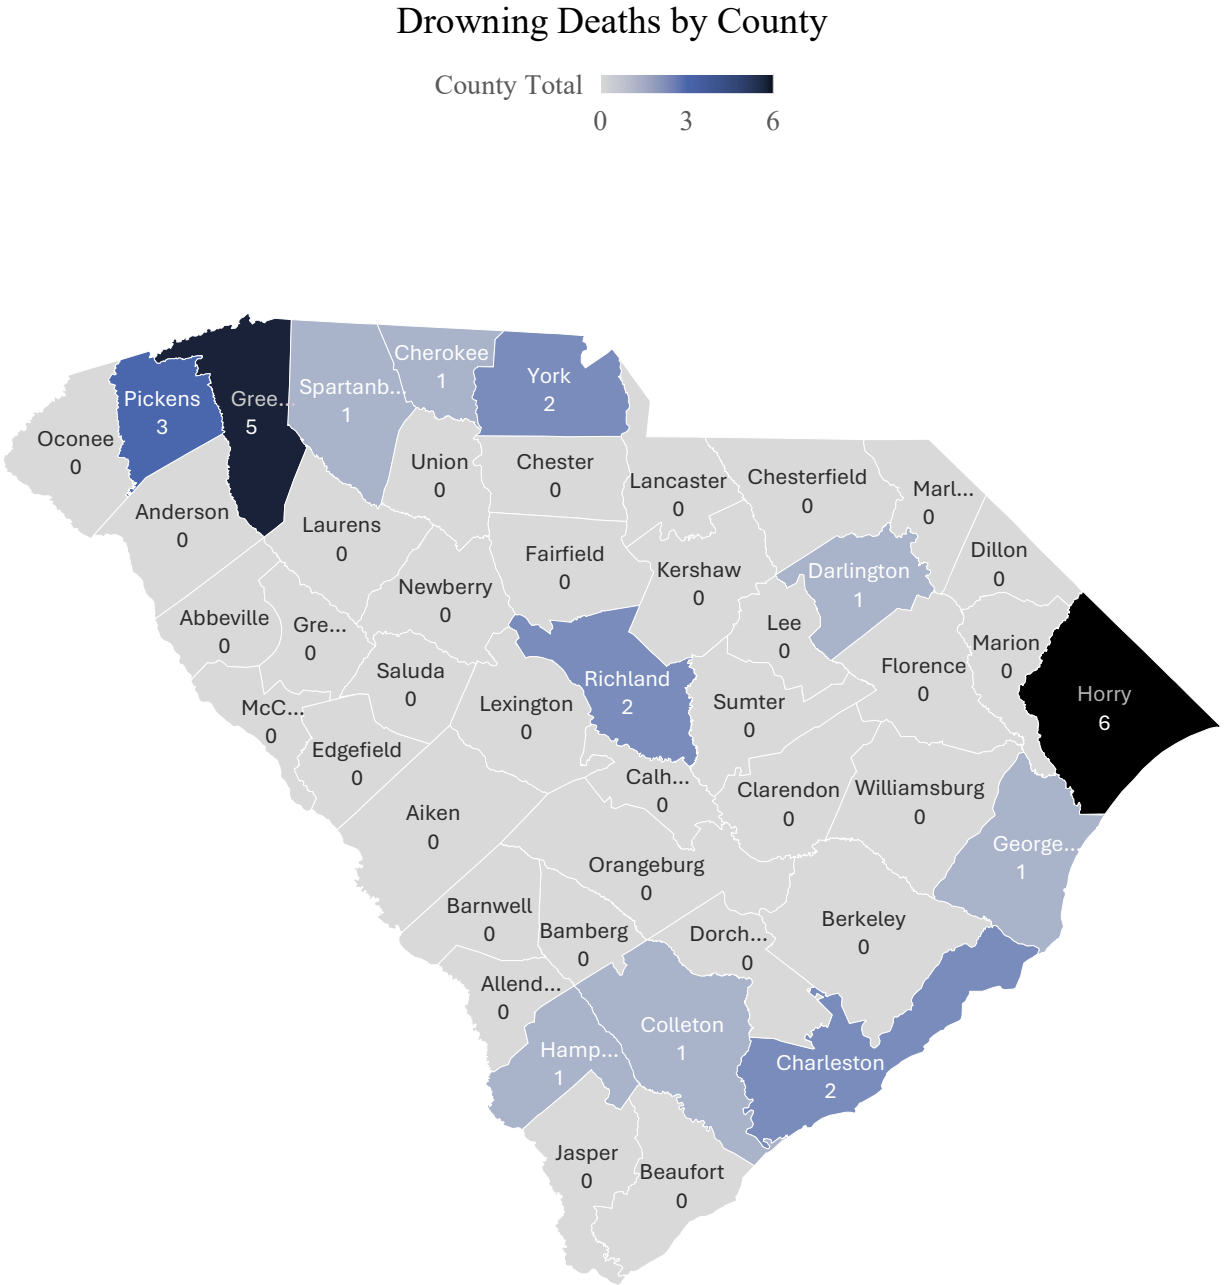 Drowning Deaths by County
County Total
0 3 6
Cherokee
1
York
2
Spartanb...
1
Pickens
3
Gree...
5
Oconee
0
Union
0
Chester
0
Lancaster
0
Chesterfield
0
Marl...
0
Anderson
0
Laurens
0
Fairfield
0
Kershaw
0
Darlington
1
Dillon
0
Newberry
0
Abbeville
0
Gre...
0
Lee
0
Marion
0
Florence
0
Saluda
0
Richland
2
Horry
6
Lexington
0
Sumter
0
McC...
0
Edgefield
0
Calh...
0
Clarendon
0
Williamsburg
0
Aiken
0
George...
1
Orangeburg
0
Barnwell
0
Bamberg
0
Dorch...
0
Berkeley
0
Allend...
0
Colleton
1
Hamp...
1
Charleston
2
Jasper
0
Beaufort
0